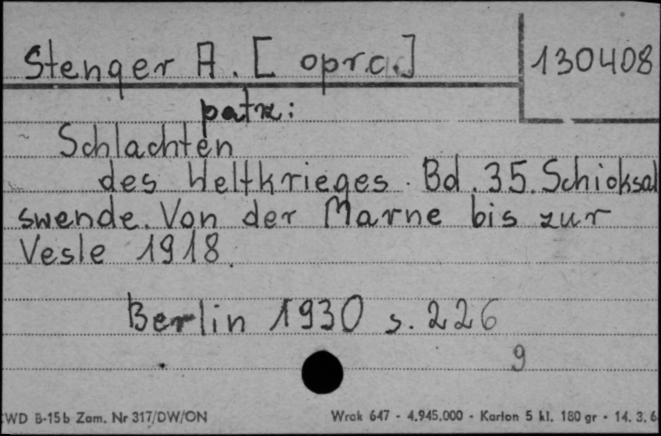 Stenger A. [ oprac.] 130408
patrz:
Schlachten
des Weltkrieges. Bd. 35. Schicksal
swende. Von der Marne bis zur
Vesle 1918.
Berlin 1930 s. 226
9
WD B-15b Zam. Nr 317/DW/ON Wrak 647 - 4.945.000 - Karton 5 kl. 180 gr - 14. 3. 6